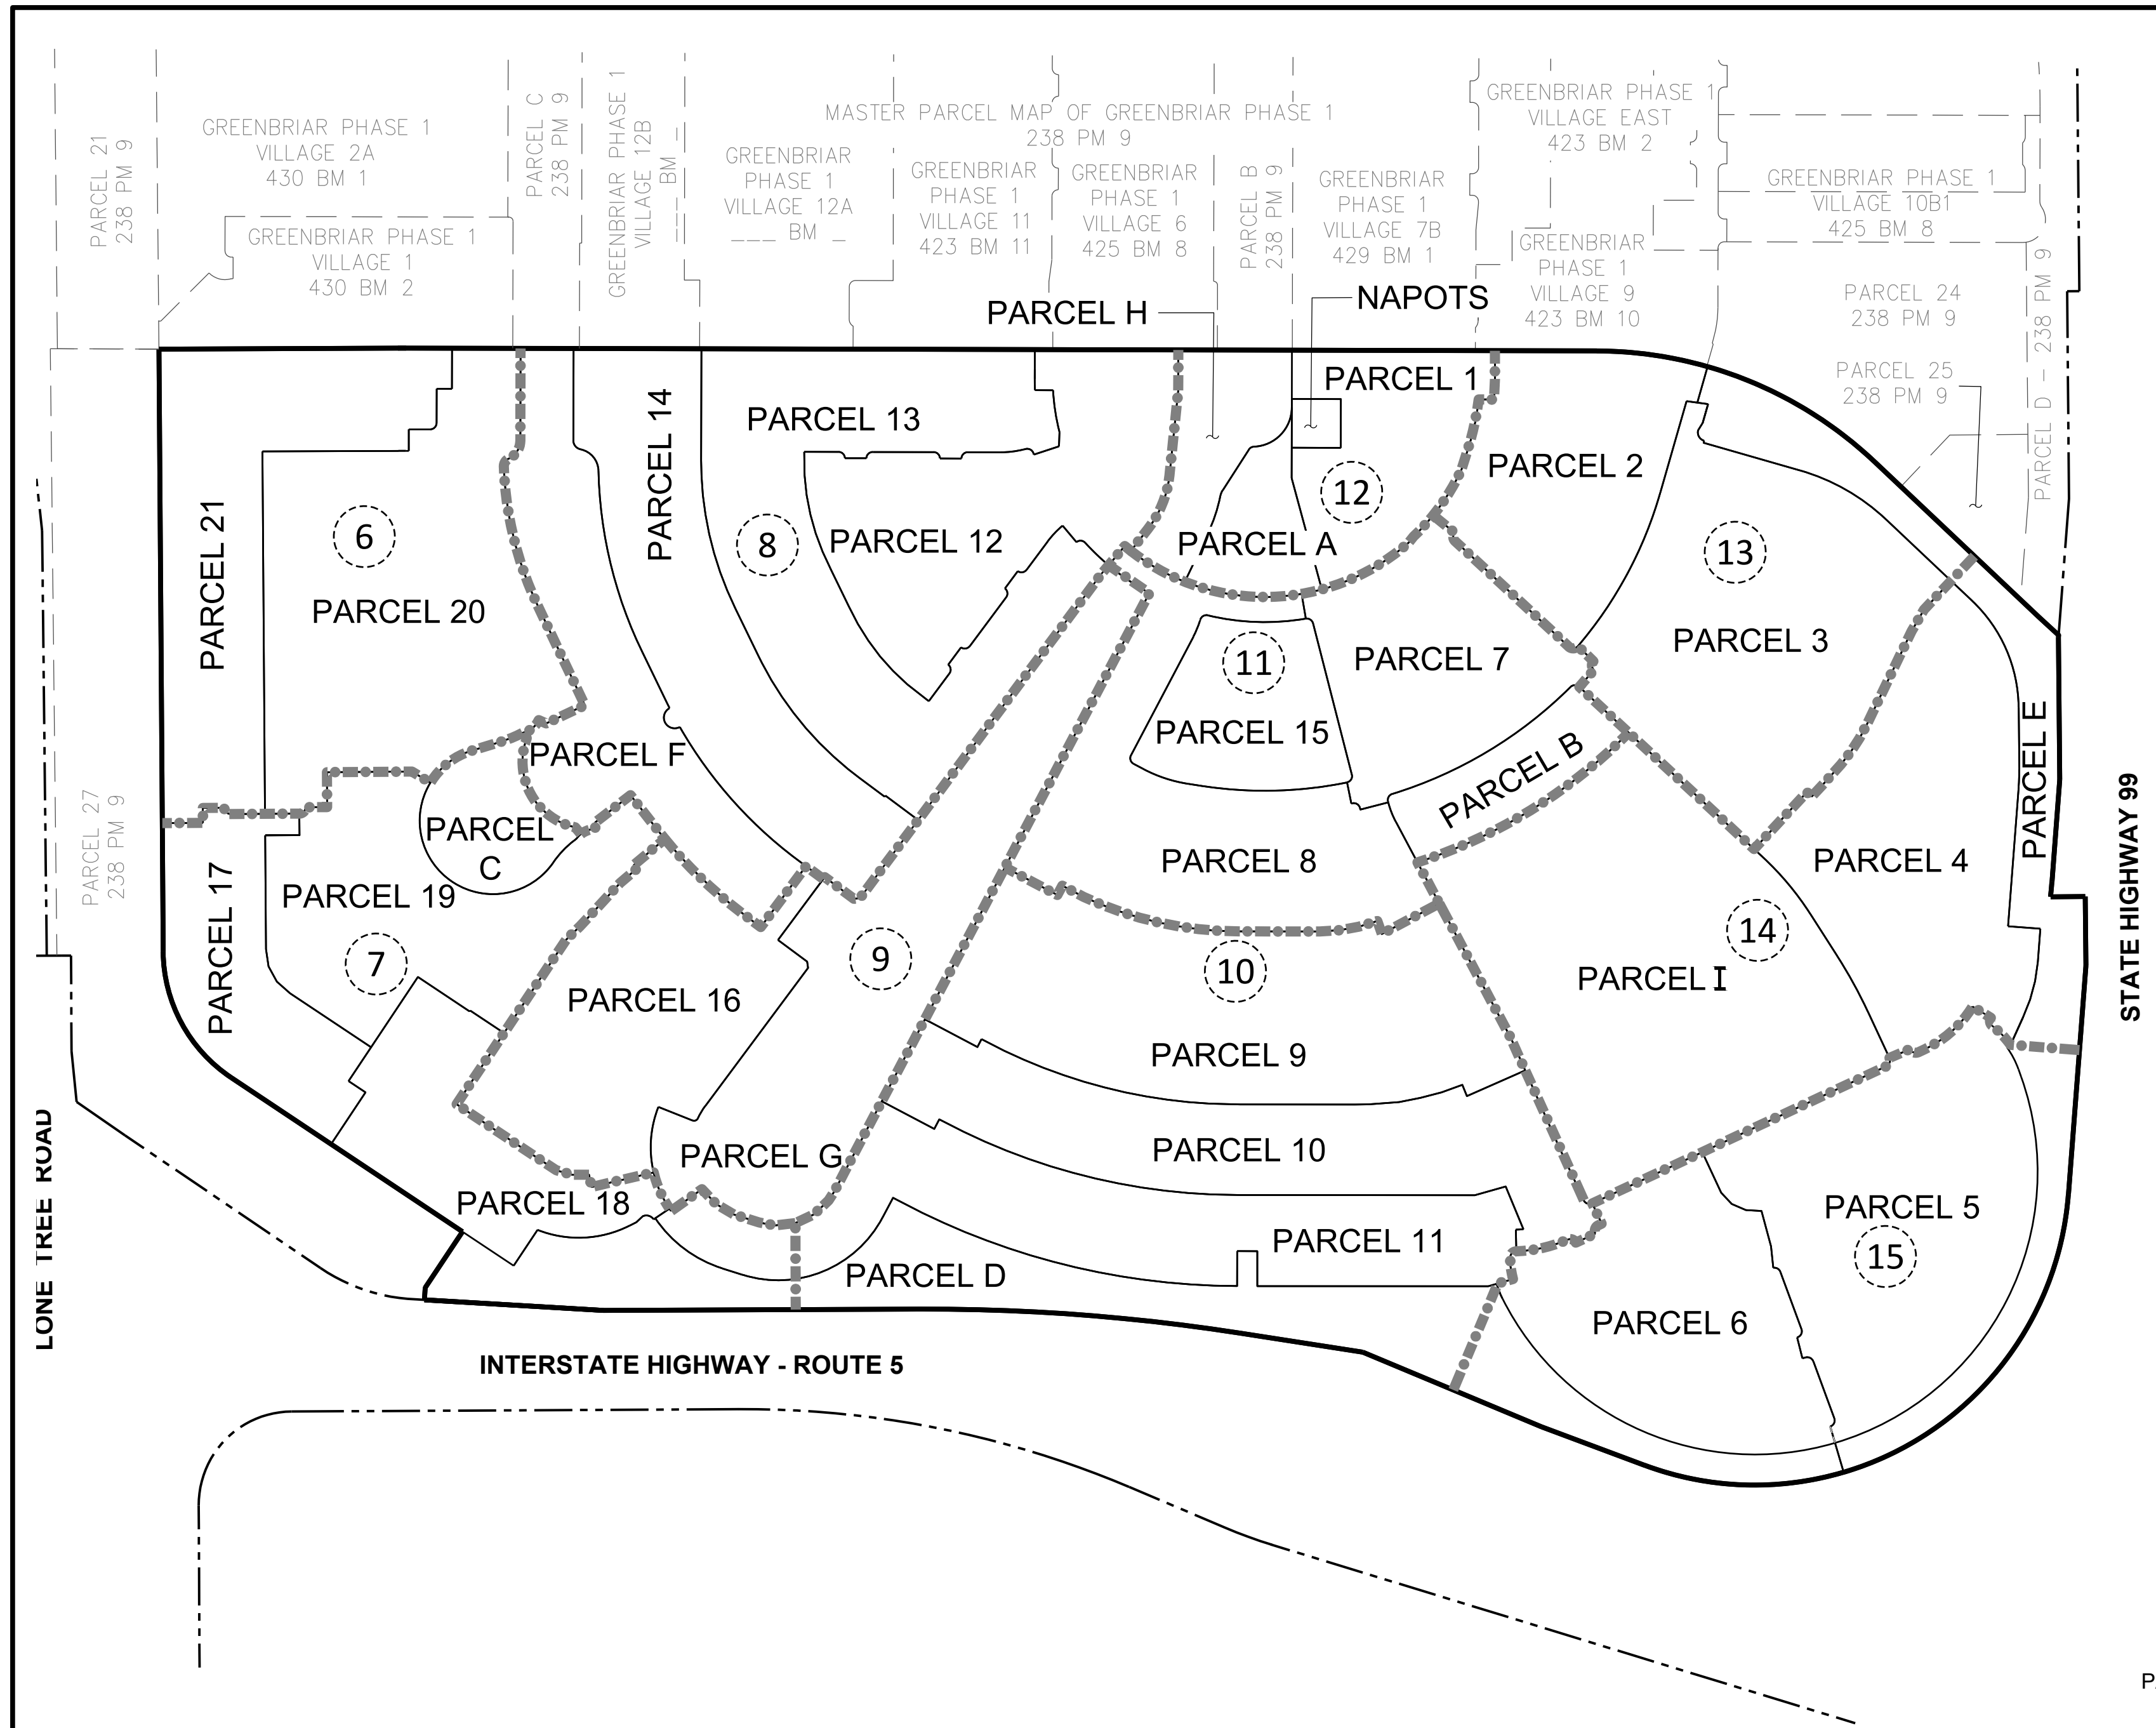 PARCEL 21
238 PM 9
GREENBRIAR PHASE 1
VILLAGE 2A
430 BM 1
GREENBRIAR PHASE 1
VILLAGE 1
430 BM 2
PARCEL C
238 PM 9
GREENBRIAR PHASE 1
VILLAGE 12B
___ BM _
MASTER PARCEL MAP OF GREENBRIAR PHASE 1
238 PM 9
GREENBRIAR
PHASE 1
VILLAGE 12A
___ BM _
GREENBRIAR
PHASE 1
VILLAGE 11
423 BM 11
GREENBRIAR
PHASE 1
VILLAGE 6
425 BM 8
PARCEL B
238 PM 9
GREENBRIAR
PHASE 1
VILLAGE 7B
429 BM 1
GREENBRIAR PHASE 1
VILLAGE EAST
423 BM 2
GREENBRIAR
PHASE 1
VILLAGE 9
423 BM 10
GREENBRIAR PHASE 1
VILLAGE 10B1
425 BM 8
PARCEL 24
238 PM 9
PARCEL 25
238 PM 9
PARCEL D - 238 PM 9
PARCEL H
NAPOTS
PARCEL 1
PARCEL 13
PARCEL 14
PARCEL 2
12
PARCEL 21
6
8
PARCEL 12
PARCEL A
13
PARCEL 20
PARCEL 3
11
PARCEL 7
PARCEL 15
PARCEL F
PARCEL B
PARCEL E
STATE HIGHWAY 99
PARCEL 27
238 PM 9
PARCEL
C
PARCEL 8
PARCEL 4
PARCEL 17
PARCEL 19
7
9
10
14
PARCEL I
PARCEL 16
PARCEL 9
PARCEL G
PARCEL 10
PARCEL 18
PARCEL 5
PARCEL 11
15
PARCEL D
PARCEL 6
LONE TREE ROAD
INTERSTATE HIGHWAY - ROUTE 5